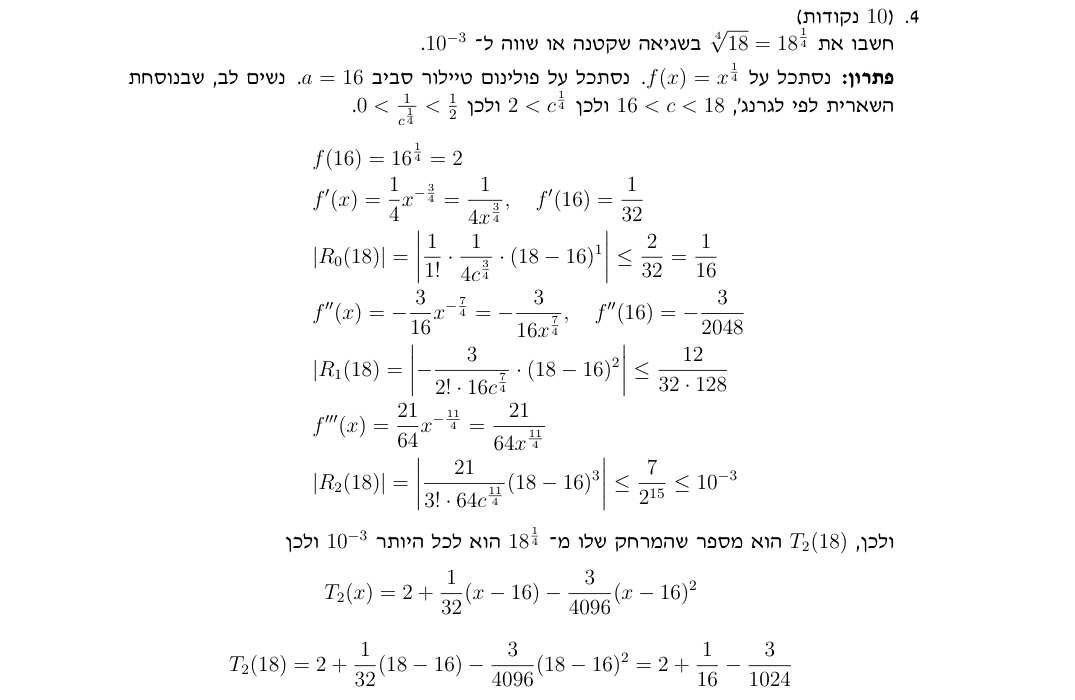 4. (10 נקודות)
חשבו את $\sqrt[4]{18} = 18^{\frac{1}{4}}$ בשגיאה שקטנה או שווה ל־ $10^{-3}$.
פתרון: נסתכל על $f(x) = x^{\frac{1}{4}}$. נסתכל על פולינום טיילור סביב $a = 16$. נשים לב, שבנוסחת
השארית לפי לגרנג', $16 < c < 18$ ולכן $2 < c^{\frac{1}{4}}$ ולכן $0 < \frac{1}{c^{\frac{1}{4}}} < \frac{1}{2}$.
$f(16) = 16^{\frac{1}{4}} = 2$
$f'(x) = \frac{1}{4}x^{-\frac{3}{4}} = \frac{1}{4x^{\frac{3}{4}}}, \quad f'(16) = \frac{1}{32}$
$|R_0(18)| = \left|\frac{1}{1!} \cdot \frac{1}{4c^{\frac{3}{4}}} \cdot (18 - 16)^1\right| \leq \frac{2}{32} = \frac{1}{16}$
$f''(x) = -\frac{3}{16}x^{-\frac{7}{4}} = -\frac{3}{16x^{\frac{7}{4}}}, \quad f''(16) = -\frac{3}{2048}$
$|R_1(18) = \left|-\frac{3}{2! \cdot 16c^{\frac{7}{4}}} \cdot (18 - 16)^2\right| \leq \frac{12}{32 \cdot 128}$
$f'''(x) = \frac{21}{64}x^{-\frac{11}{4}} = \frac{21}{64x^{\frac{11}{4}}}$
$|R_2(18)| = \left|\frac{21}{3! \cdot 64c^{\frac{11}{4}}}(18 - 16)^3\right| \leq \frac{7}{2^{15}} \leq 10^{-3}$
ולכן, $T_2(18)$ הוא מספר שהמרחק שלו מ־ $18^{\frac{1}{4}}$ הוא לכל היותר $10^{-3}$ ולכן
$T_2(x) = 2 + \frac{1}{32}(x - 16) - \frac{3}{4096}(x - 16)^2$
$T_2(18) = 2 + \frac{1}{32}(18 - 16) - \frac{3}{4096}(18 - 16)^2 = 2 + \frac{1}{16} - \frac{3}{1024}$